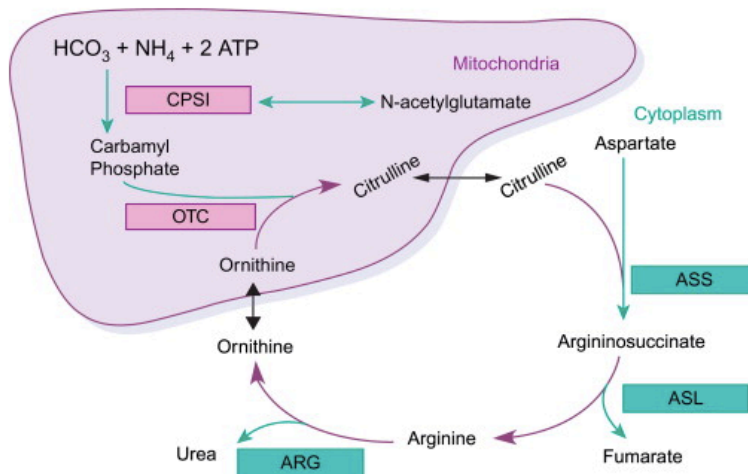 HCO₃ + NH₄ + 2 ATP
Mitochondria
CPSI
N-acetylglutamate
Cytoplasm
Carbamyl
Phosphate
Aspartate
Citrulline
Citrulline
OTC
Ornithine
ASS
Ornithine
Argininosuccinate
ASL
Arginine
Urea
ARG
Fumarate